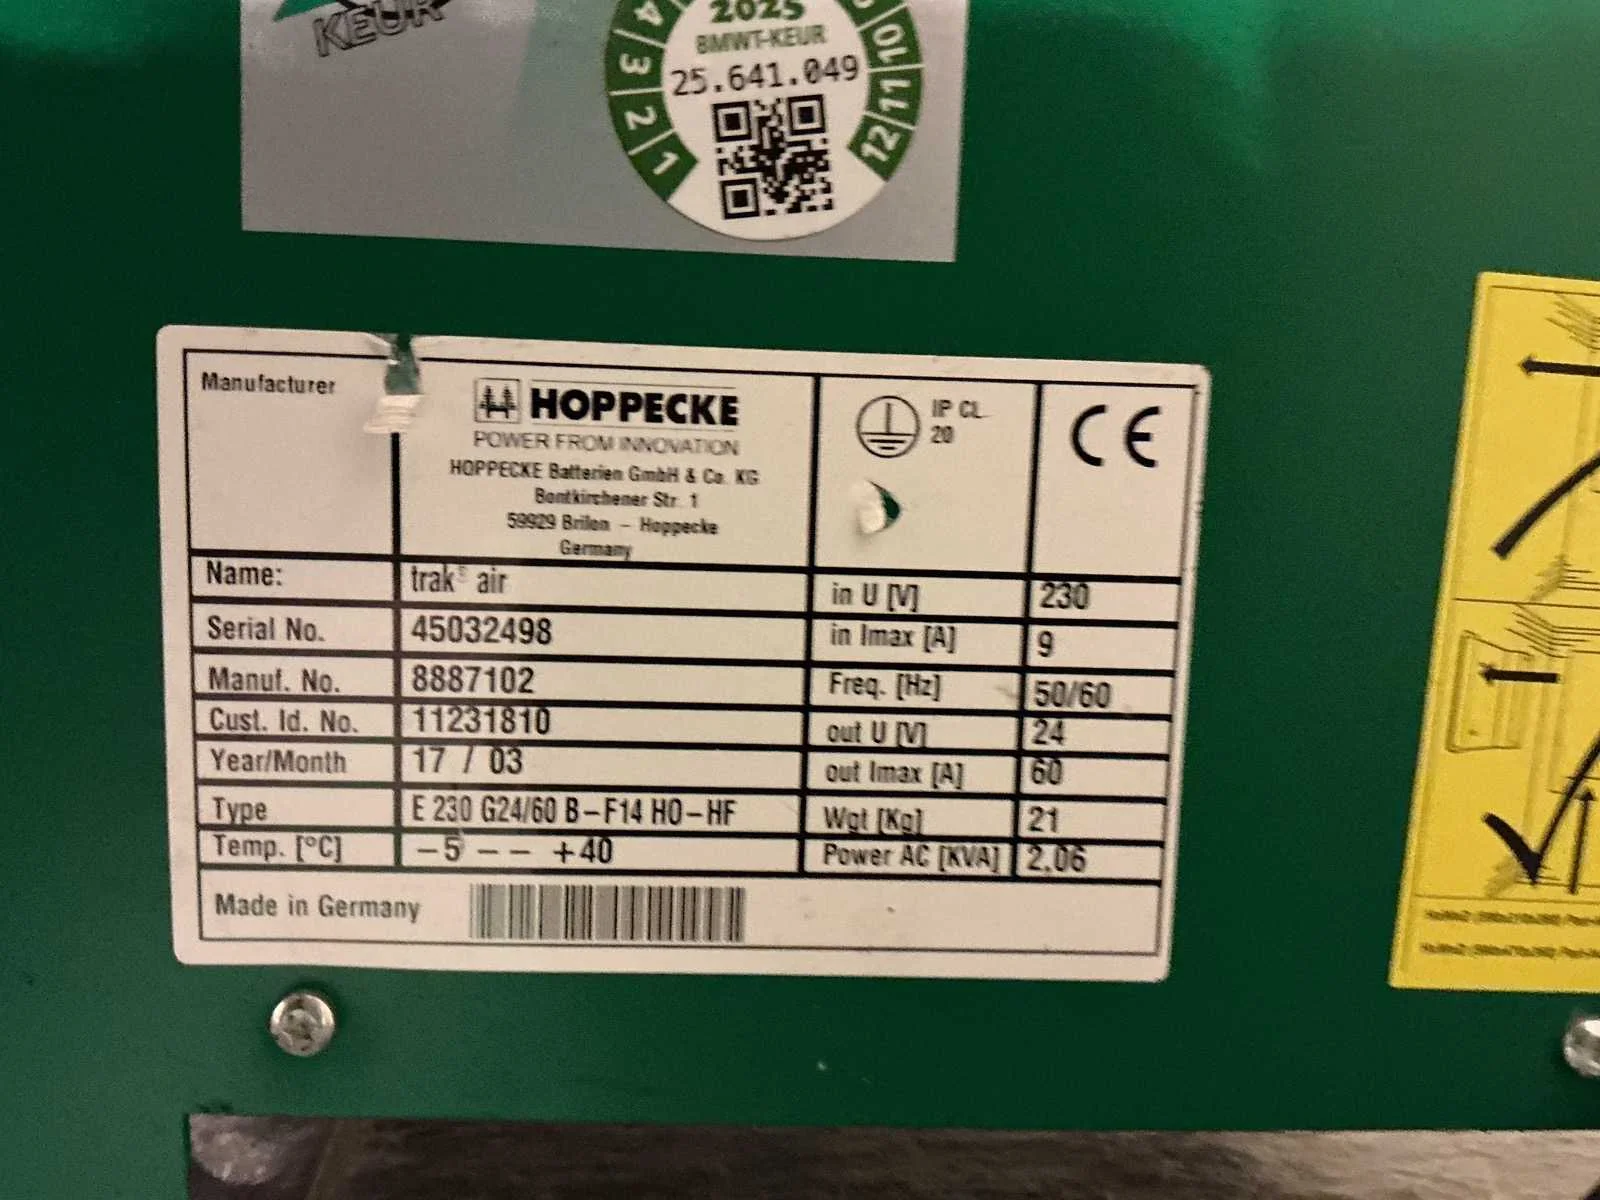 KEUR
4 3 2 1
2025
BMWT-KEUR
25.641.049
10 11 12
Manufacturer
HOPPECKE
POWER FROM INNOVATION
HOPPECKE Batterien GmbH & Co. KG
Bontkirchener Str. 1
59929 Brilon - Hoppecke
Germany
IP CL
20
CE
Name: trak® air
in U [V] 230
Serial No. 45032498
in Imax [A] 9
Manuf. No. 8887102
Freq. [Hz] 50/60
Cust. Id. No. 11231810
out U [V] 24
Year/Month 17 / 03
out Imax [A] 60
Type E 230 G24/60 B-F14 HO-HF
Wgt [Kg] 21
Temp. [°C] -5 -- +40
Power AC [KVA] 2,06
Made in Germany